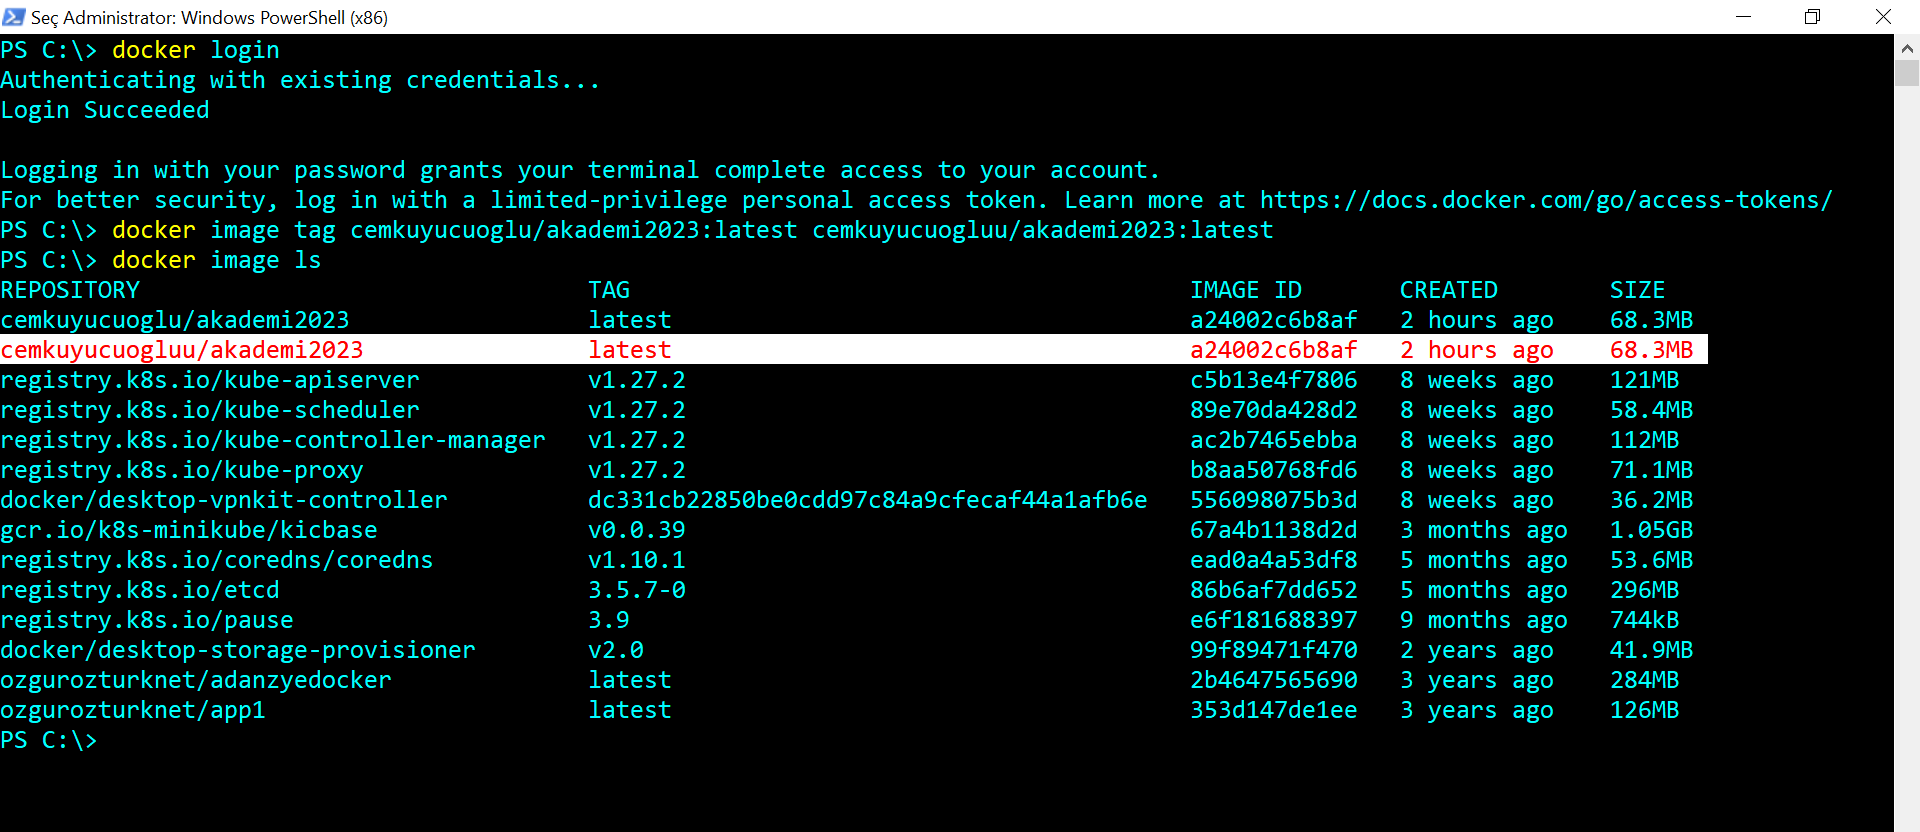 Seç Administrator: Windows PowerShell (x86)
PS C:\> docker login
Authenticating with existing credentials...
Login Succeeded
Logging in with your password grants your terminal complete access to your account.
For better security, log in with a limited-privilege personal access token. Learn more at https://docs.docker.com/go/access-tokens/
PS C:\> docker image tag cemkuyucuoglu/akademi2023:latest cemkuyucuogluu/akademi2023:latest
PS C:\> docker image ls
REPOSITORY TAG IMAGE ID CREATED SIZE
cemkuyucuoglu/akademi2023 latest a24002c6b8af 2 hours ago 68.3MB
cemkuyucuogluu/akademi2023 latest a24002c6b8af 2 hours ago 68.3MB
registry.k8s.io/kube-apiserver v1.27.2 c5b13e4f7806 8 weeks ago 121MB
registry.k8s.io/kube-scheduler v1.27.2 89e70da428d2 8 weeks ago 58.4MB
registry.k8s.io/kube-controller-manager v1.27.2 ac2b7465ebba 8 weeks ago 112MB
registry.k8s.io/kube-proxy v1.27.2 b8aa50768fd6 8 weeks ago 71.1MB
docker/desktop-vpnkit-controller dc331cb22850be0cdd97c84a9cfecaf44a1afb6e 556098075b3d 8 weeks ago 36.2MB
gcr.io/k8s-minikube/kicbase v0.0.39 67a4b1138d2d 3 months ago 1.05GB
registry.k8s.io/coredns/coredns v1.10.1 ead0a4a53df8 5 months ago 53.6MB
registry.k8s.io/etcd 3.5.7-0 86b6af7dd652 5 months ago 296MB
registry.k8s.io/pause 3.9 e6f181688397 9 months ago 744kB
docker/desktop-storage-provisioner v2.0 99f89471f470 2 years ago 41.9MB
ozgurozturknet/adanzyedocker latest 2b4647565690 3 years ago 284MB
ozgurozturknet/app1 latest 353d147de1ee 3 years ago 126MB
PS C:\>